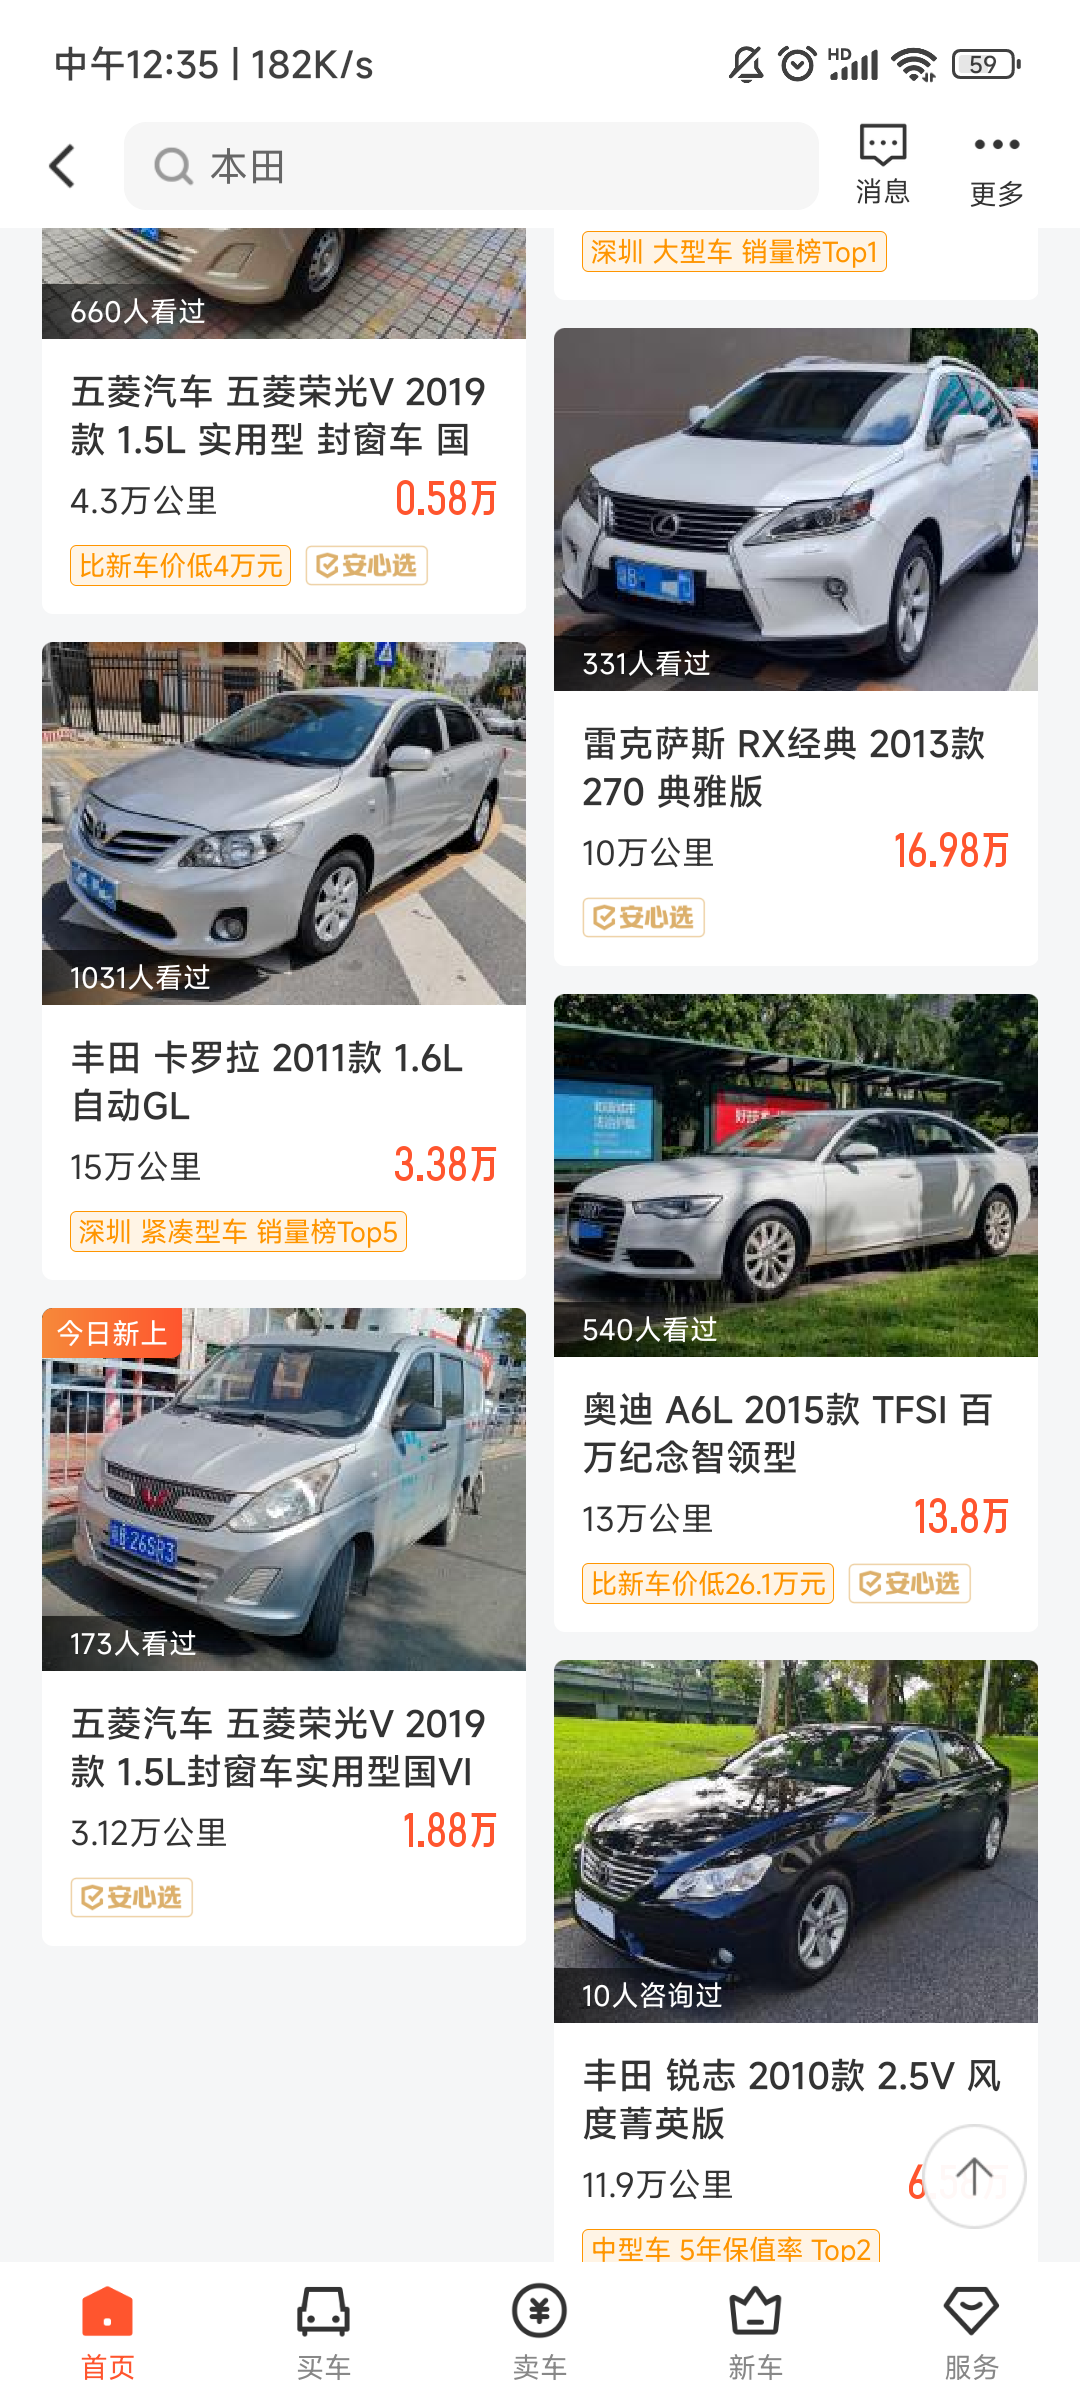 中午12:35 | 182K/s
HD
59
本田
消息
更多
660人看过
五菱汽车 五菱荣光V 2019
款 1.5L 实用型 封窗车 国
4.3万公里
0.58万
比新车价低4万元
安心选
1031人看过
丰田 卡罗拉 2011款 1.6L
自动GL
15万公里
3.38万
深圳 紧凑型车 销量榜Top5
今日新上
173人看过
五菱汽车 五菱荣光V 2019
款 1.5L封窗车实用型国VI
3.12万公里
1.88万
安心选
深圳 大型车 销量榜Top1
331人看过
雷克萨斯 RX经典 2013款
270 典雅版
10万公里
16.98万
安心选
540人看过
奥迪 A6L 2015款 TFSI 百
万纪念智领型
13万公里
13.8万
比新车价低26.1万元
安心选
10人咨询过
丰田 锐志 2010款 2.5V 风
度菁英版
11.9万公里
中型车 5年保值率 Top2
首页
买车
卖车
新车
服务